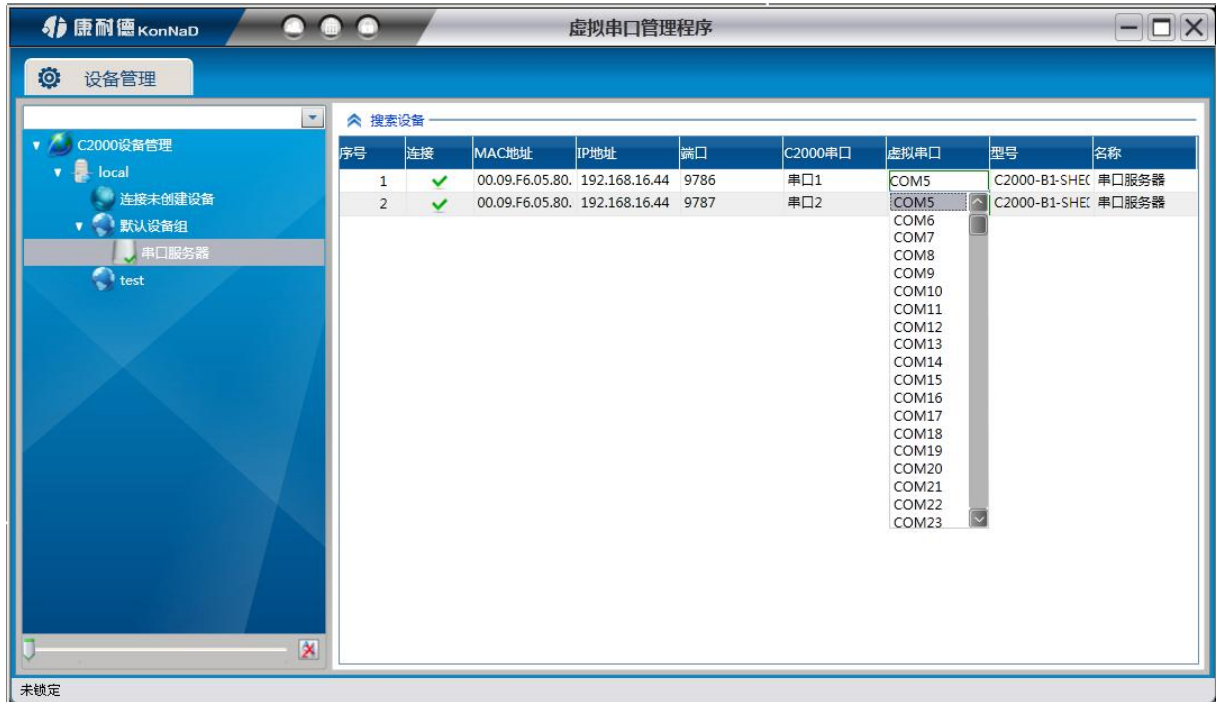 康耐德 KonNaD
虚拟串口管理程序
设备管理
C2000设备管理
local
连接未创建设备
默认设备组
串口服务器
test
搜索设备
序号 连接 MAC地址 IP地址 端口 C2000串口 虚拟串口 型号 名称
1 00.09.F6.05.80. 192.168.16.44 9786 串口1 COM5 C2000-B1-SHE 串口服务器
2 00.09.F6.05.80. 192.168.16.44 9787 串口2 COM5 C2000-B1-SHE 串口服务器
COM6
COM7
COM8
COM9
COM10
COM11
COM12
COM13
COM14
COM15
COM16
COM17
COM18
COM19
COM20
COM21
COM22
COM23
未锁定